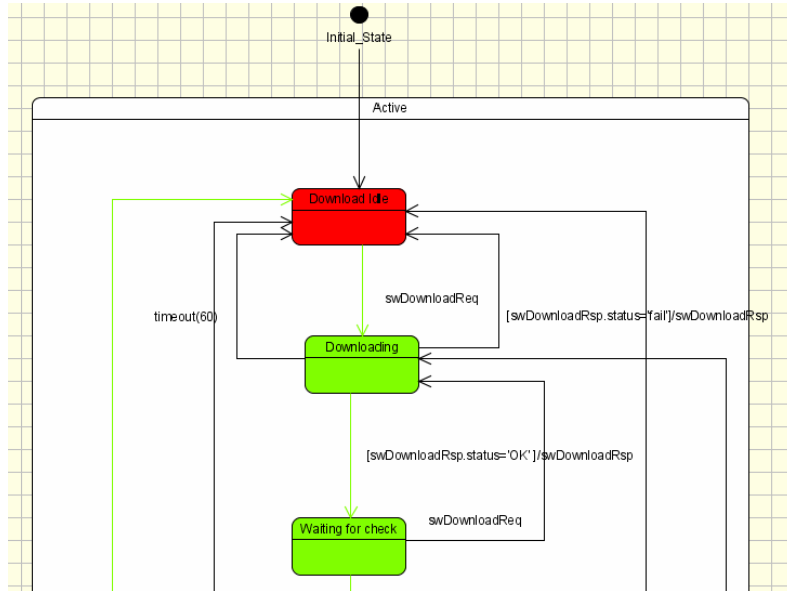 Initial_State
Active
Download Idle
swDownloadReq
timeout(60)
[swDownloadRsp.status='fail']/swDownloadRsp
Downloading
[swDownloadRsp.status='OK' ]/swDownloadRsp
Waiting for check
swDownloadReq